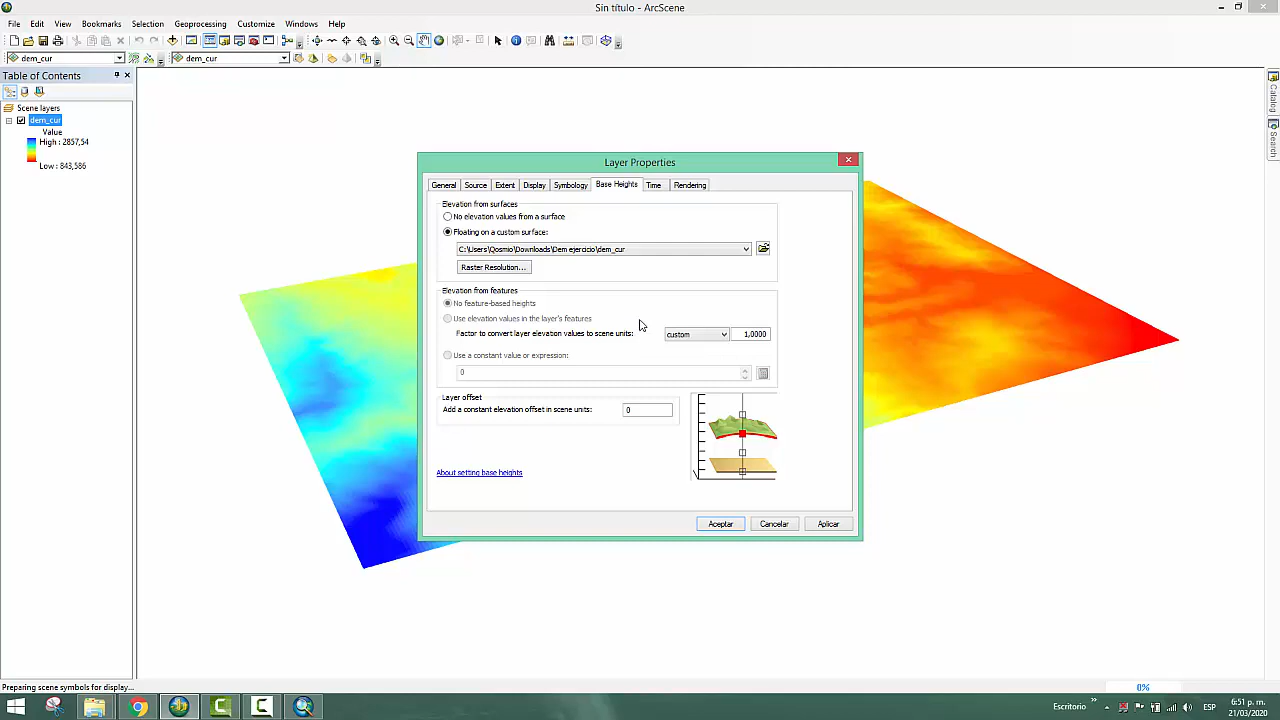 Sin título - ArcScene
File Edit View Bookmarks Selection Geoprocessing Customize Windows Help
dem_cur dem_cur
Table of Contents
Scene layers
dem_cur
Value
High : 2857,54
Low : 843,586
Catalog
Search
Layer Properties
General Source Extent Display Symbology Base Heights Time Rendering
Elevation from surfaces
No elevation values from a surface
Floating on a custom surface:
C:\Users\Qosmio\Downloads\Dem ejercicio\dem_cur
Raster Resolution...
Elevation from features
No feature-based heights
Use elevation values in the layer's features
Factor to convert layer elevation values to scene units: custom 1,0000
Use a constant value or expression:
0
Layer offset
Add a constant elevation offset in scene units: 0
About setting base heights
Aceptar Cancelar Aplicar
Preparing scene symbols for display... 0%
Escritorio ESP 6:51 p. m.
21/03/2020